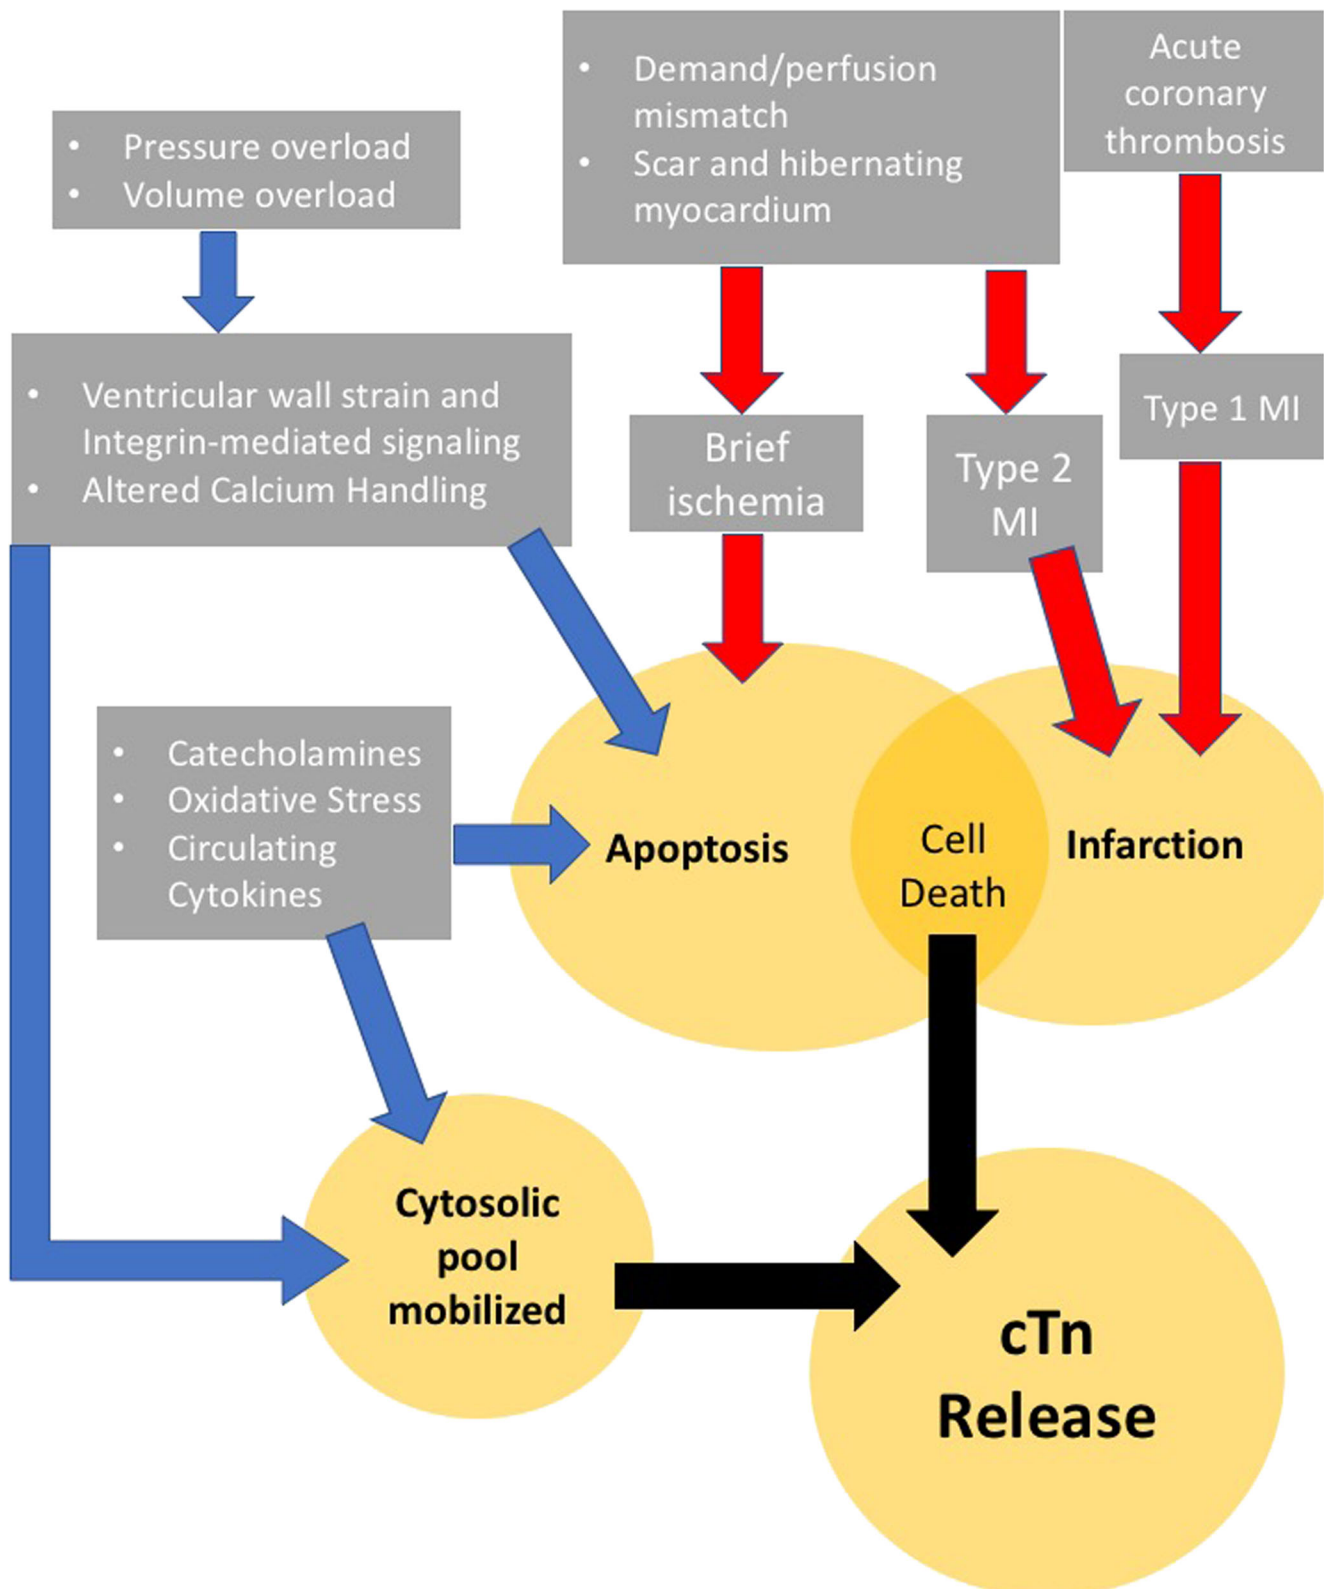 • Pressure overload
• Volume overload
• Demand/perfusion
mismatch
• Scar and hibernating
myocardium
Acute
coronary
thrombosis
• Ventricular wall strain and
Integrin-mediated signaling
• Altered Calcium Handling
Brief
ischemia
Type 2
MI
Type 1 MI
• Catecholamines
• Oxidative Stress
• Circulating
Cytokines
Apoptosis
Cell
Death
Infarction
Cytosolic
pool
mobilized
cTn
Release